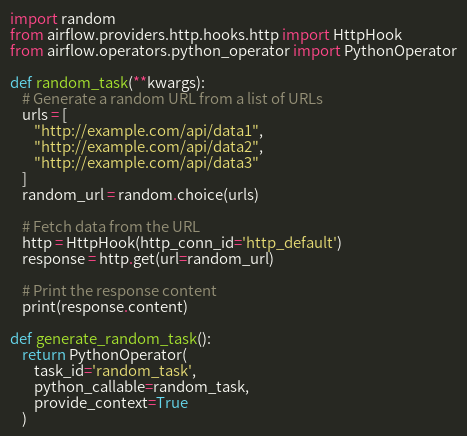 import random
from airflow.providers.http.hooks.http import HttpHook
from airflow.operators.python_operator import PythonOperator

def random_task(**kwargs):
    # Generate a random URL from a list of URLs
    urls = [
        "http://example.com/api/data1",
        "http://example.com/api/data2",
        "http://example.com/api/data3"
    ]
    random_url = random.choice(urls)

    # Fetch data from the URL
    http = HttpHook(http_conn_id='http_default')
    response = http.get(url=random_url)

    # Print the response content
    print(response.content)

def generate_random_task():
    return PythonOperator(
        task_id='random_task',
        python_callable=random_task,
        provide_context=True
    )